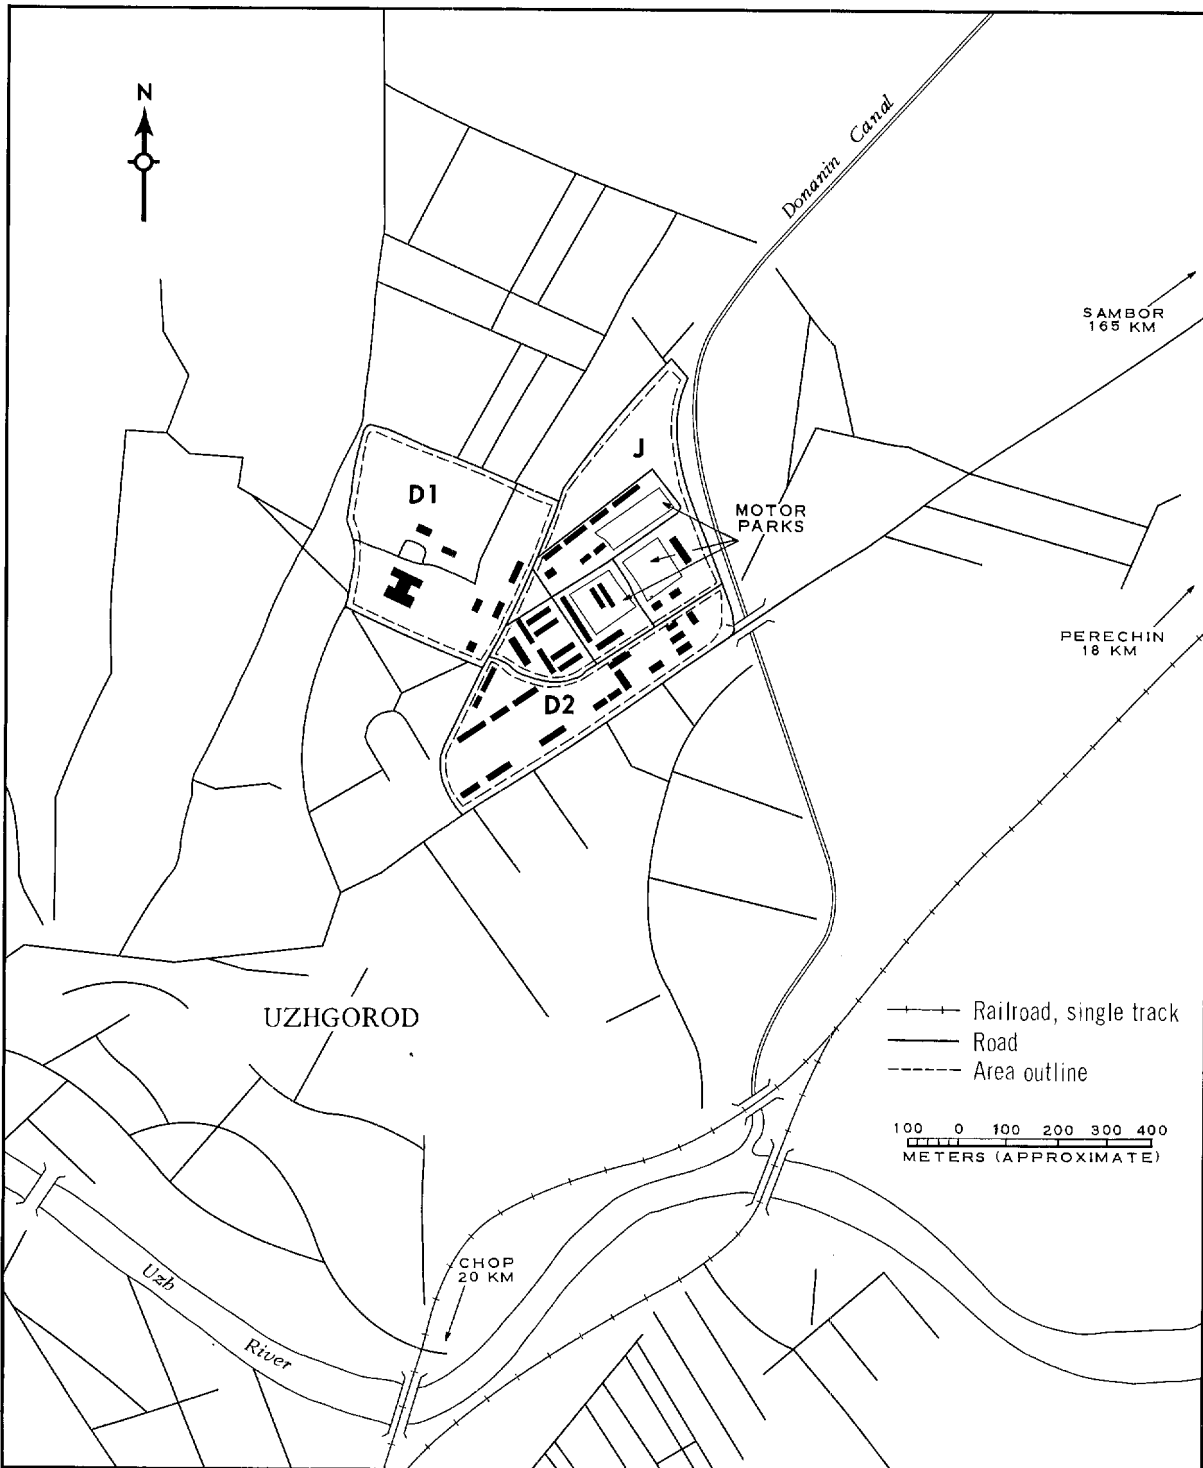 N
Donanin Canal
SAMBOR
165 KM
J
D1
MOTOR
PARKS
PERECHIN
18 KM
D2
UZHGOROD
Railroad, single track
Road
Area outline
100 0 100 200 300 400
METERS (APPROXIMATE)
CHOP
20 KM
Uzh
River